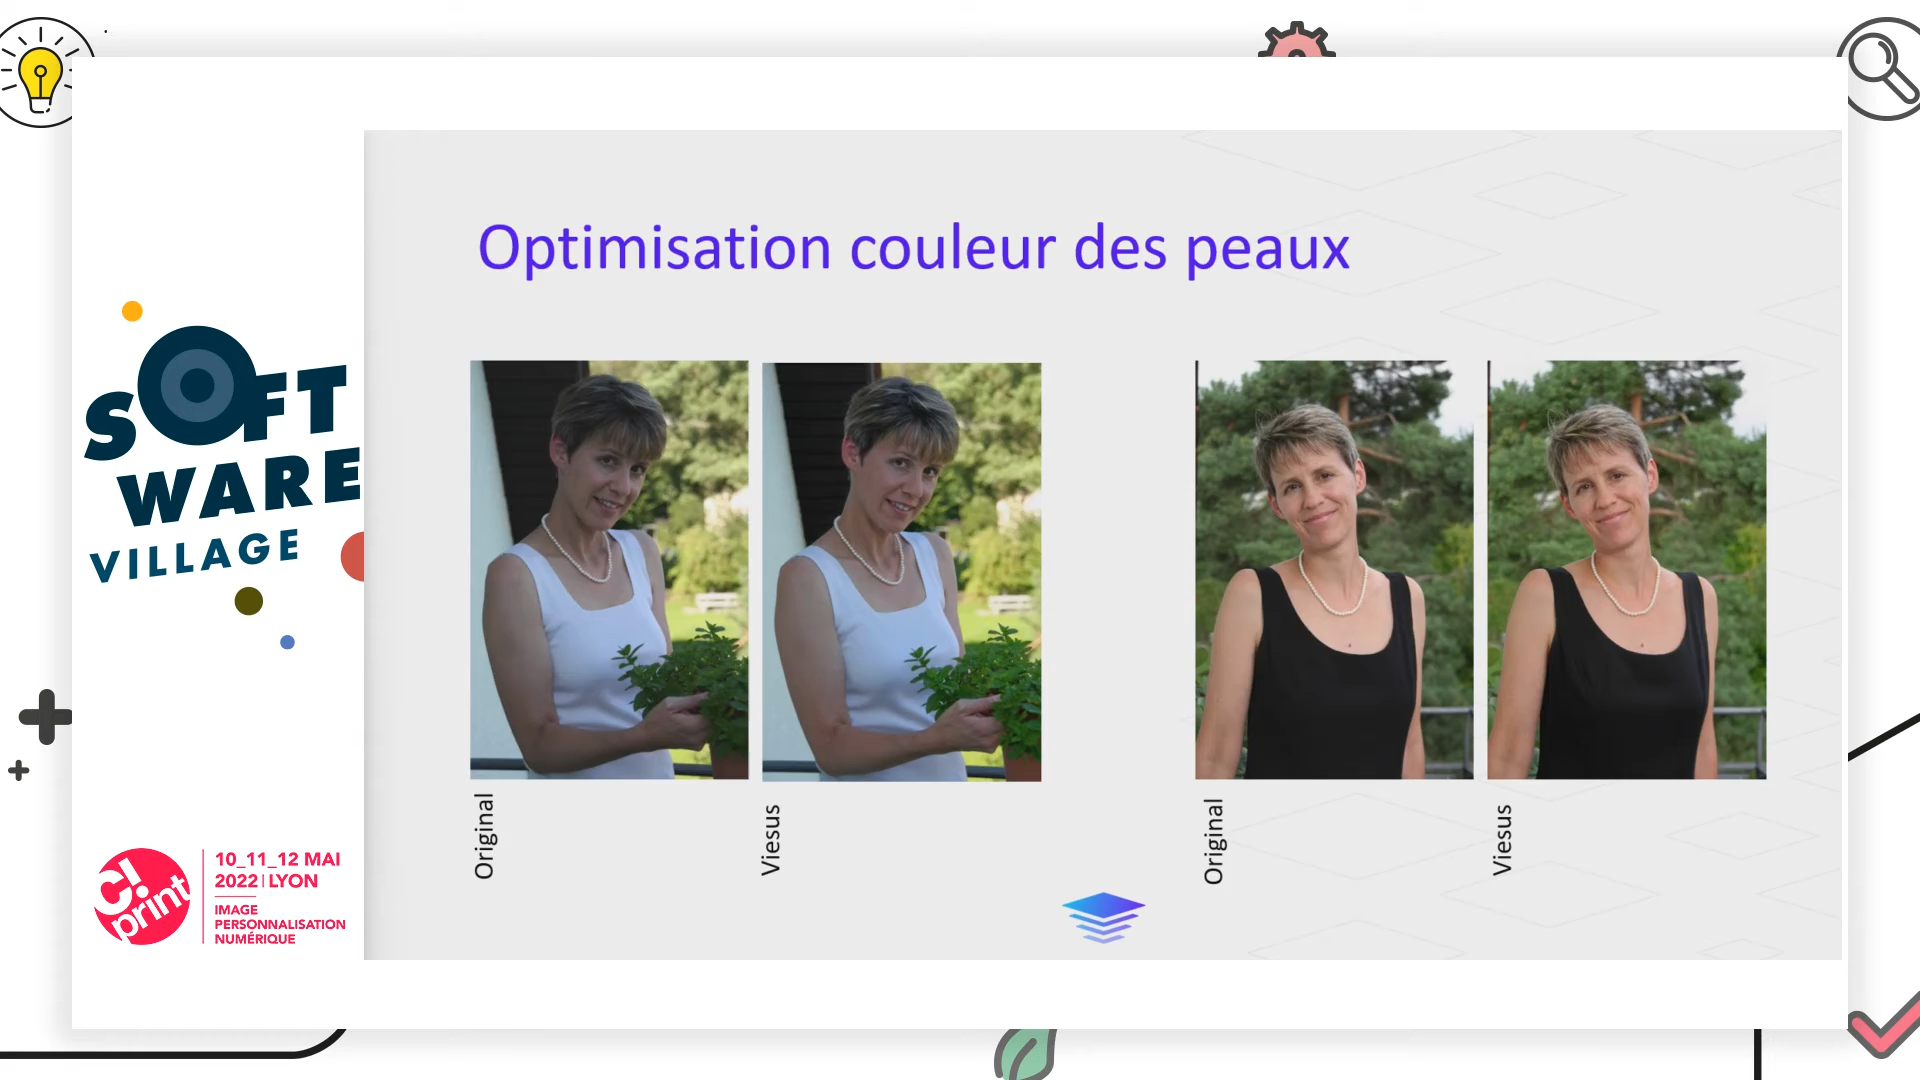 Optimisation couleur des peaux
SOFT
WARE
VILLAGE
Original
Viesus
Original
Viesus
C!print
10_11_12 MAI
2022 | LYON
IMAGE
PERSONNALISATION
NUMÉRIQUE